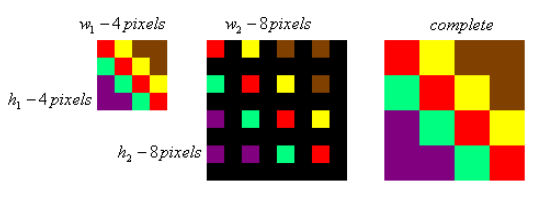 w₁ – 4 pixels
w₂ – 8 pixels
complete
h₁ – 4 pixels
h₂ – 8 pixels